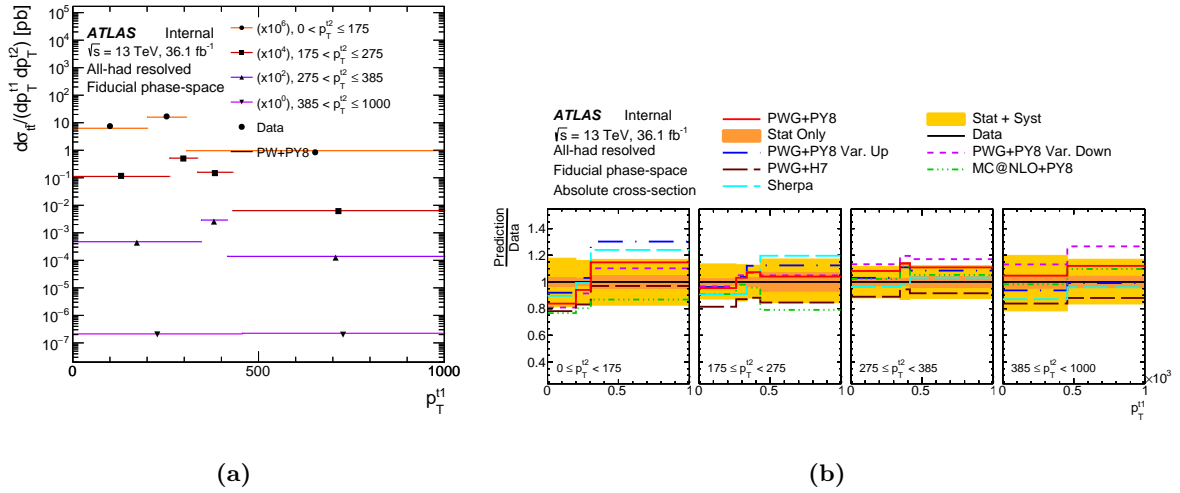 dσ_{tt̄}/(dp_T^{t1} dp_T^{t2}) [pb]
10^5
10^4
10^3
10^2
10
1
10^{-1}
10^{-2}
10^{-3}
10^{-4}
10^{-5}
10^{-6}
10^{-7}
ATLAS Internal
√s = 13 TeV, 36.1 fb^{-1}
All-had resolved
Fiducial phase-space
(x10^6), 0 < p_T^{t2} ≤ 175
(x10^4), 175 < p_T^{t2} ≤ 275
(x10^2), 275 < p_T^{t2} ≤ 385
(x10^0), 385 < p_T^{t2} ≤ 1000
Data
PW+PY8
0 500 1000
p_T^{t1}
(a)
ATLAS Internal
√s = 13 TeV, 36.1 fb^{-1}
All-had resolved
Fiducial phase-space
Absolute cross-section
PWG+PY8
Stat Only
PWG+PY8 Var. Up
PWG+H7
Sherpa
Stat + Syst
Data
PWG+PY8 Var. Down
MC@NLO+PY8
Prediction
Data
1.4
1.2
1.0
0.8
0.6
0.4
0 ≤ p_T^{t2} < 175
175 ≤ p_T^{t2} < 275
275 ≤ p_T^{t2} < 385
385 ≤ p_T^{t2} < 1000
0 0.5 1 0 0.5 1 0 0.5 1 0 0.5 1
×10^3
p_T^{t1}
(b)